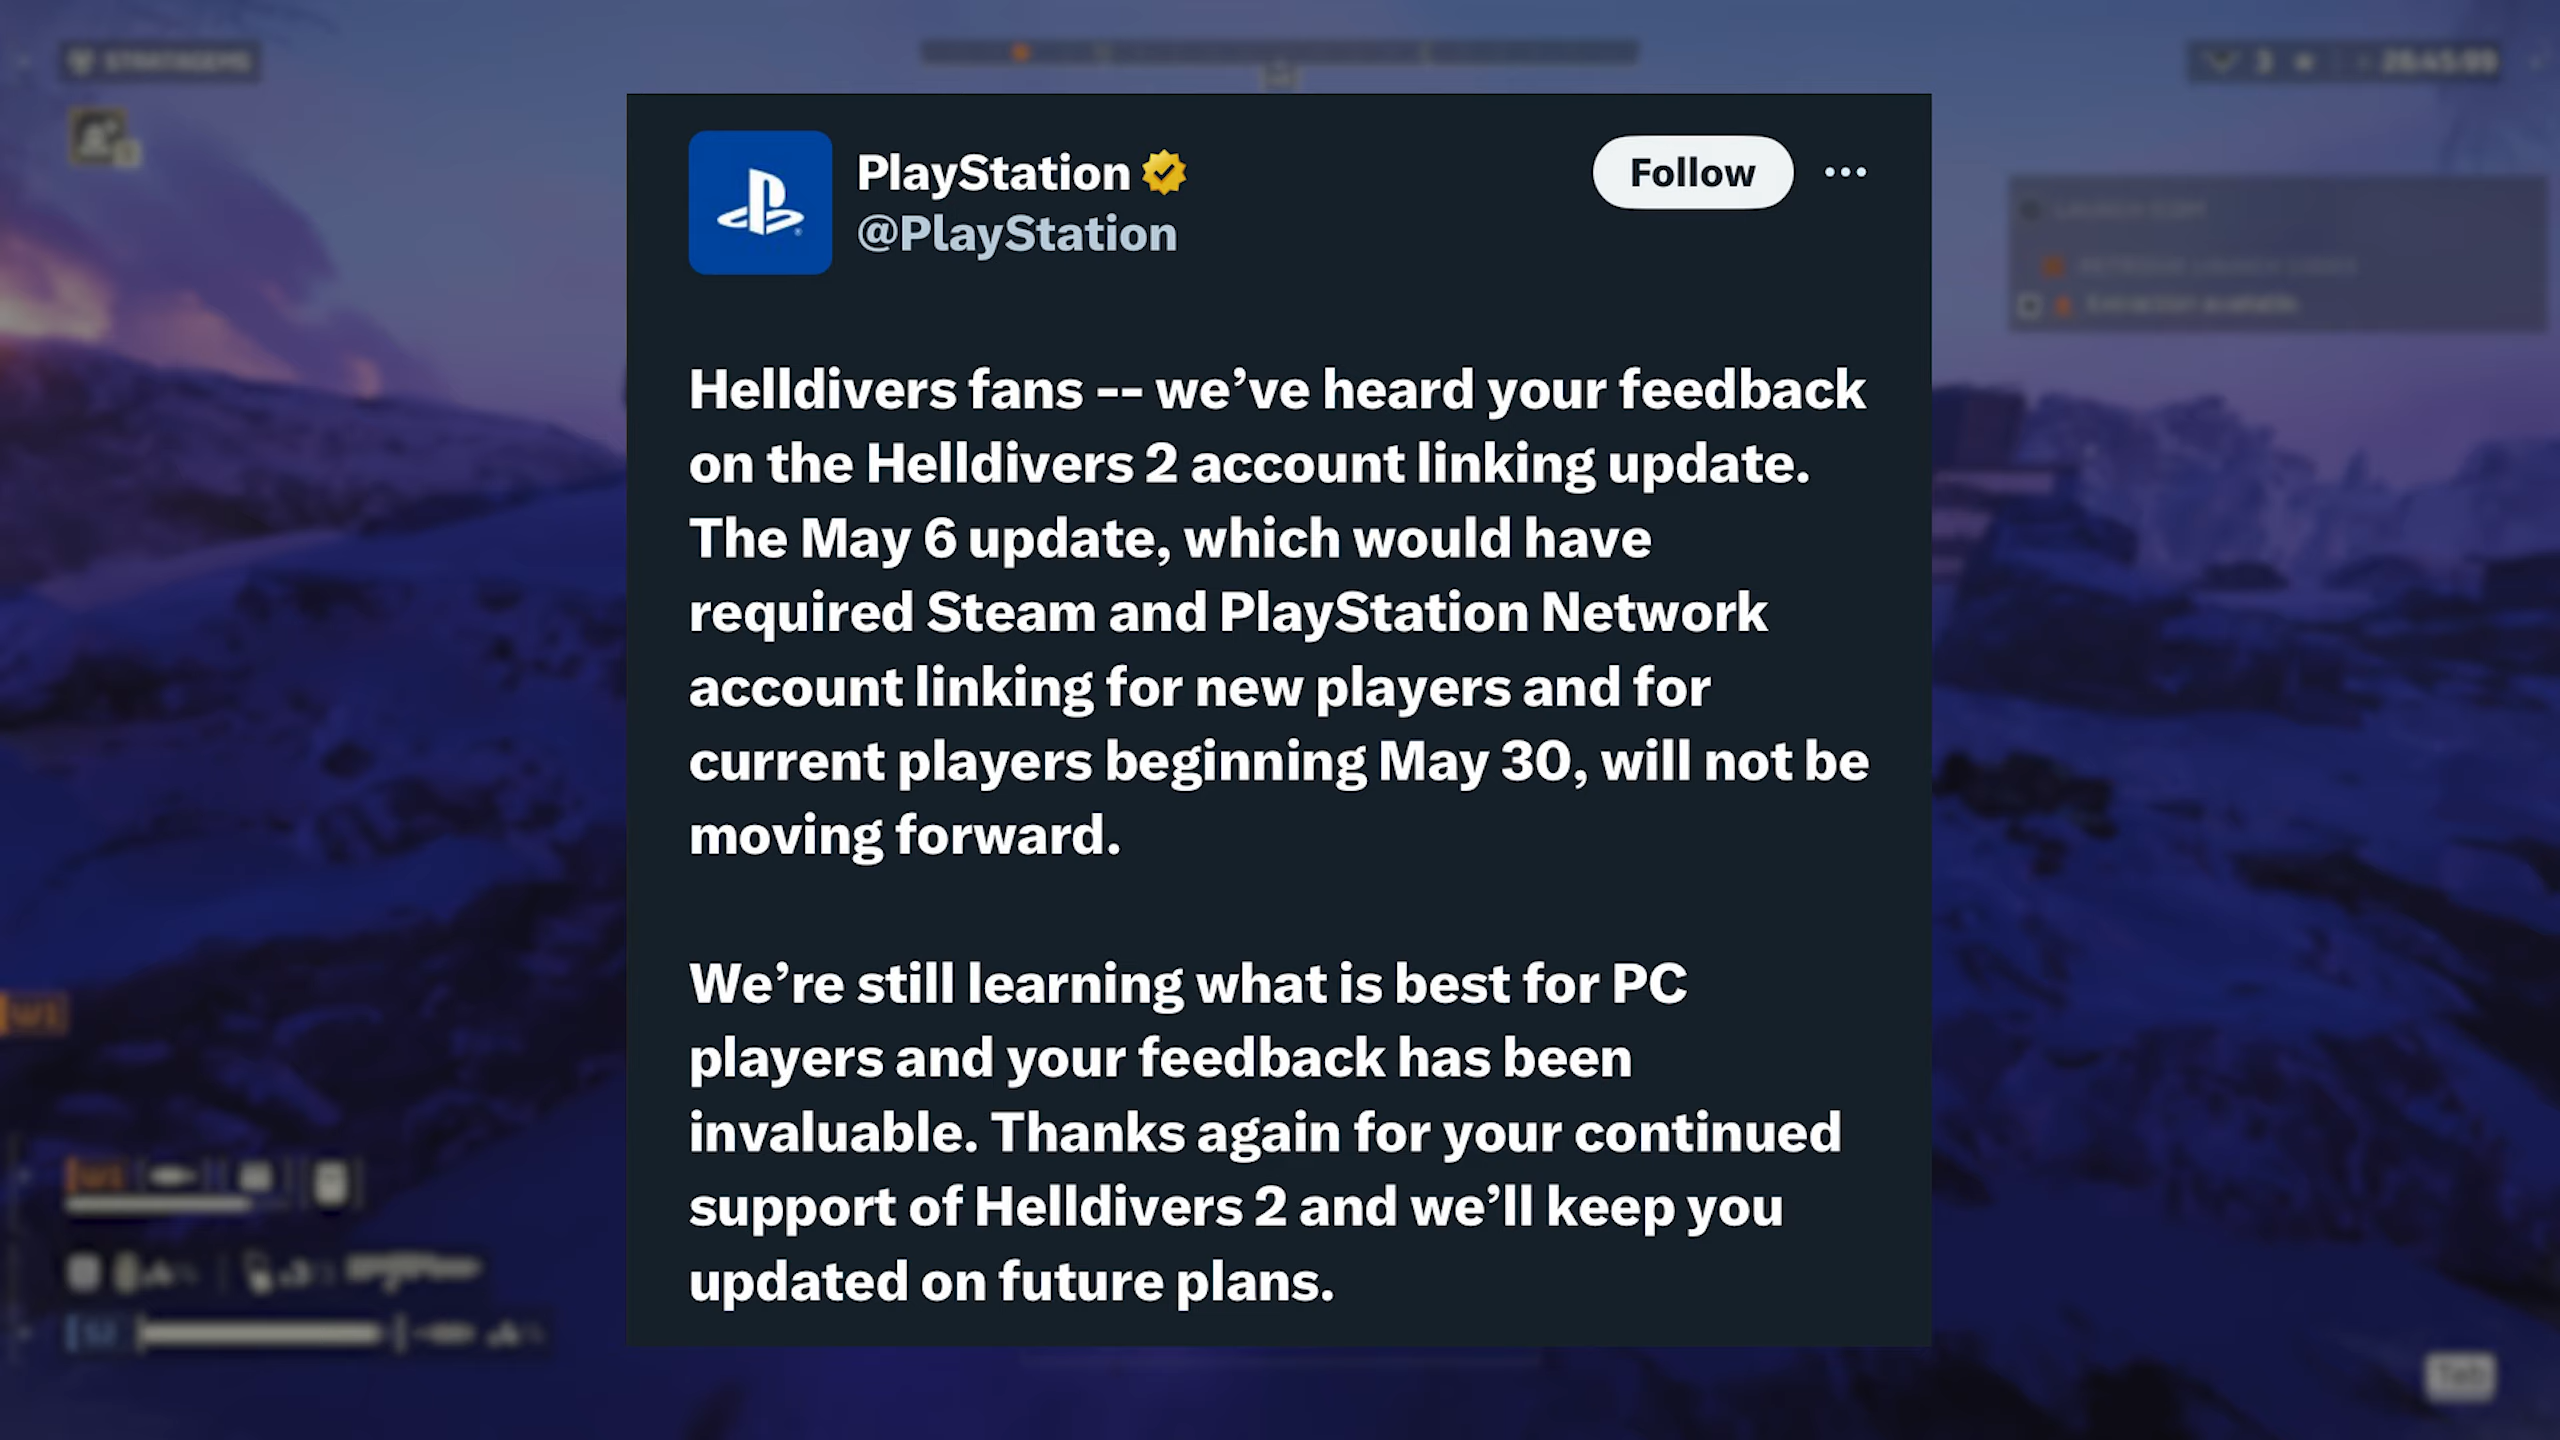 STRATAGEMS
PlayStation
@PlayStation
Follow
Helldivers fans -- we’ve heard your feedback
on the Helldivers 2 account linking update.
The May 6 update, which would have
required Steam and PlayStation Network
account linking for new players and for
current players beginning May 30, will not be
moving forward.
We’re still learning what is best for PC
players and your feedback has been
invaluable. Thanks again for your continued
support of Helldivers 2 and we’ll keep you
updated on future plans.
Extraction available
Tab